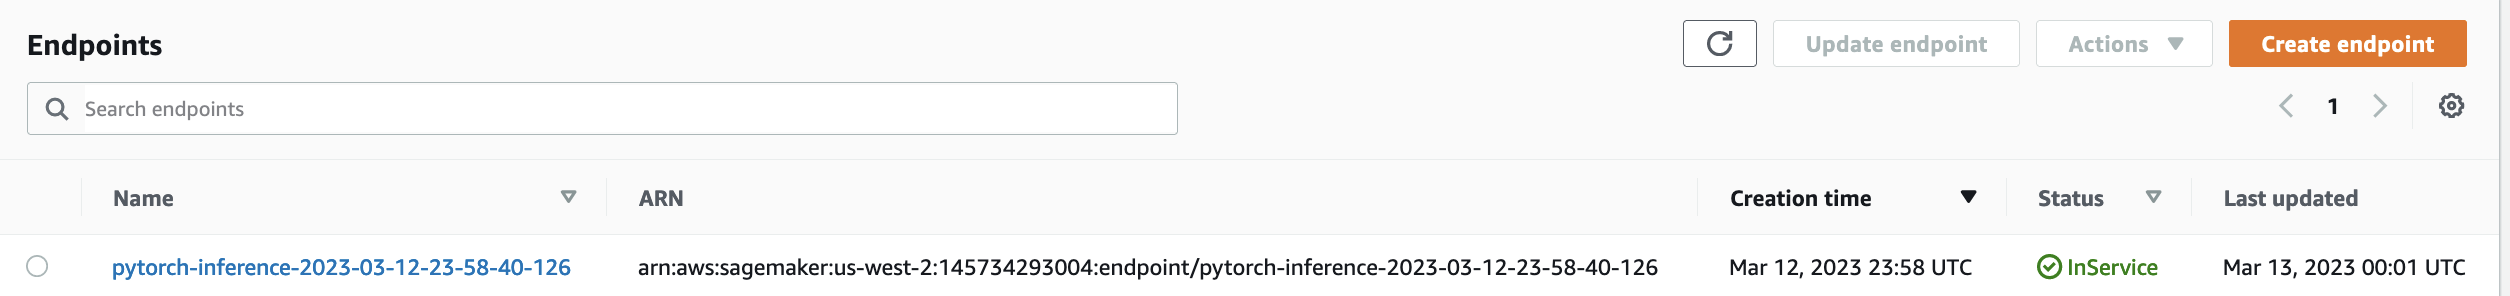 Endpoints
Update endpoint
Actions
Create endpoint
Search endpoints
1
Name ARN Creation time Status Last updated
pytorch-inference-2023-03-12-23-58-40-126 arn:aws:sagemaker:us-west-2:145734293004:endpoint/pytorch-inference-2023-03-12-23-58-40-126 Mar 12, 2023 23:58 UTC InService Mar 13, 2023 00:01 UTC